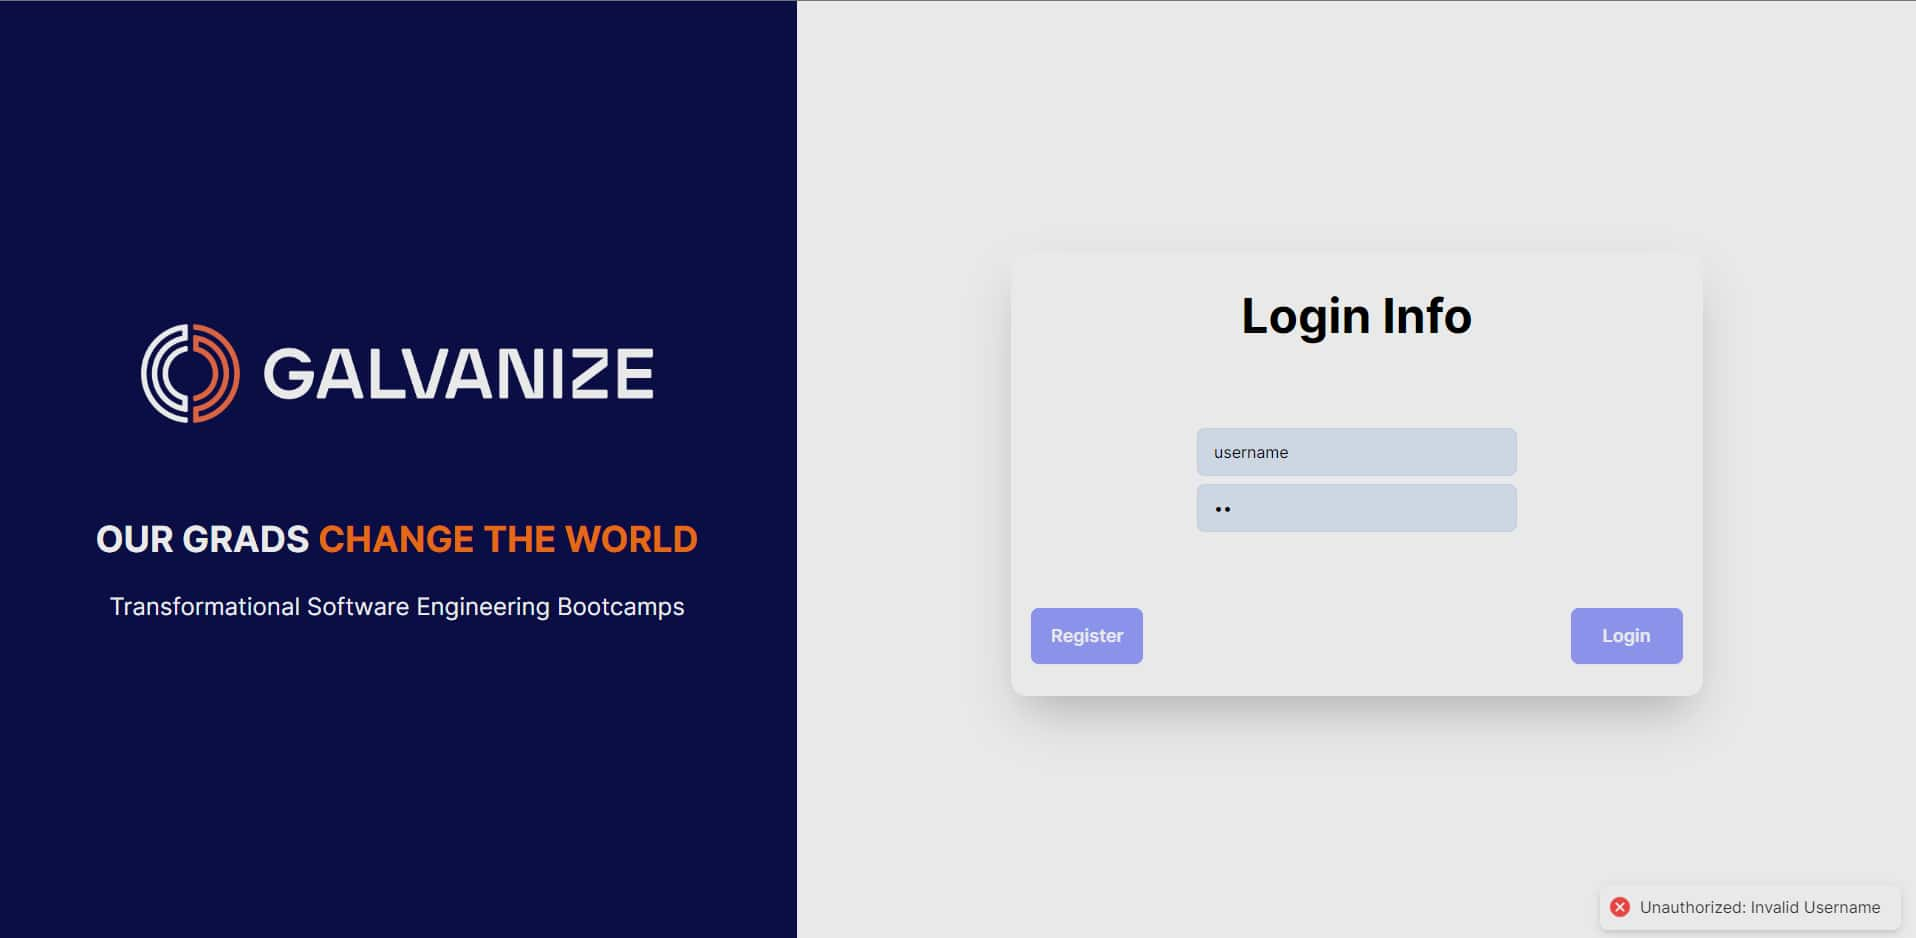 GALVANIZE
OUR GRADS CHANGE THE WORLD
Transformational Software Engineering Bootcamps
Login Info
username
••
Register
Login
Unauthorized: Invalid Username